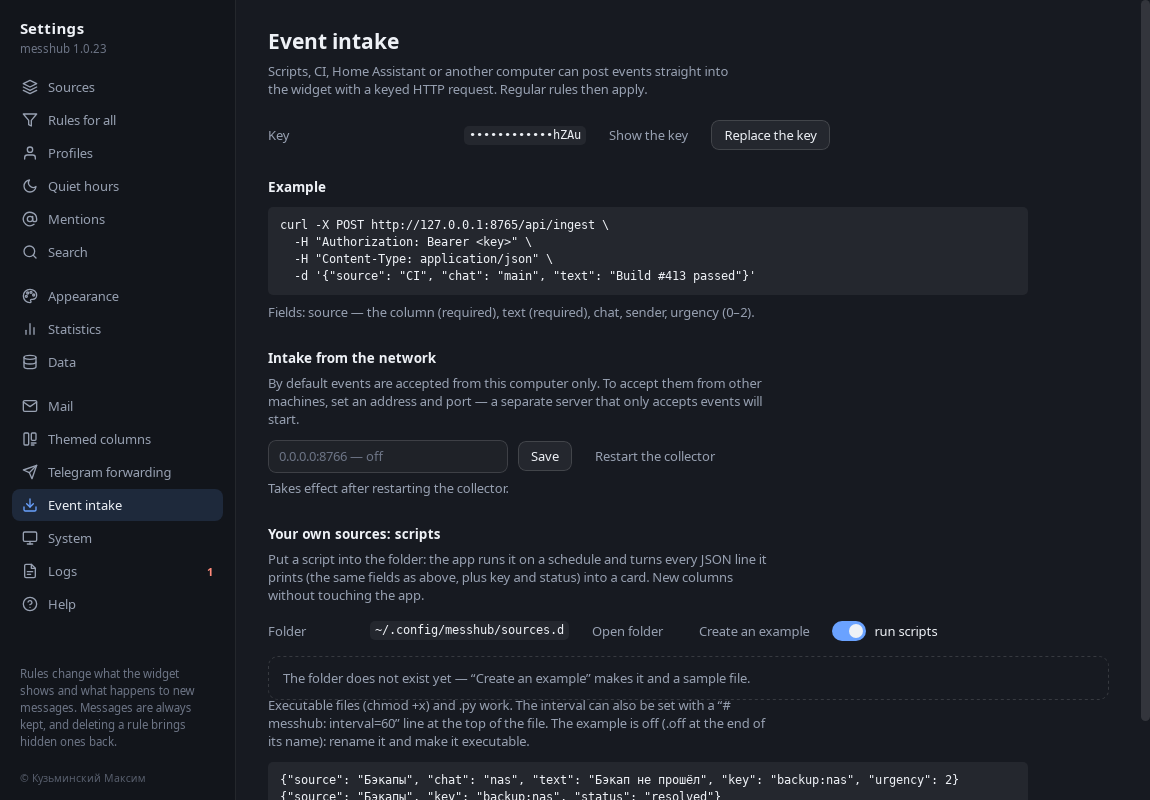 Settings
messhub 1.0.23
Sources
Rules for all
Profiles
Quiet hours
Mentions
Search
Appearance
Statistics
Data
Mail
Themed columns
Telegram forwarding
Event intake
System
Logs 1
Help
Rules change what the widget
shows and what happens to new
messages. Messages are always
kept, and deleting a rule brings
hidden ones back.
© Кузьминский Максим
Event intake
Scripts, CI, Home Assistant or another computer can post events straight into
the widget with a keyed HTTP request. Regular rules then apply.
Key ••••••••••••hZAu Show the key Replace the key
Example
curl -X POST http://127.0.0.1:8765/api/ingest \
-H "Authorization: Bearer <key>" \
-H "Content-Type: application/json" \
-d '{"source": "CI", "chat": "main", "text": "Build #413 passed"}'
Fields: source — the column (required), text (required), chat, sender, urgency (0–2).
Intake from the network
By default events are accepted from this computer only. To accept them from other
machines, set an address and port — a separate server that only accepts events will
start.
0.0.0.0:8766 — off Save Restart the collector
Takes effect after restarting the collector.
Your own sources: scripts
Put a script into the folder: the app runs it on a schedule and turns every JSON line it
prints (the same fields as above, plus key and status) into a card. New columns
without touching the app.
Folder ~/.config/messhub/sources.d Open folder Create an example run scripts
The folder does not exist yet — “Create an example” makes it and a sample file.
Executable files (chmod +x) and .py work. The interval can also be set with a “#
messhub: interval=60” line at the top of the file. The example is off (.off at the end of
its name): rename it and make it executable.
{"source": "Бэкапы", "chat": "nas", "text": "Бэкап не прошёл", "key": "backup:nas", "urgency": 2}
{"source": "Бэкапы", "key": "backup:nas", "status": "resolved"}